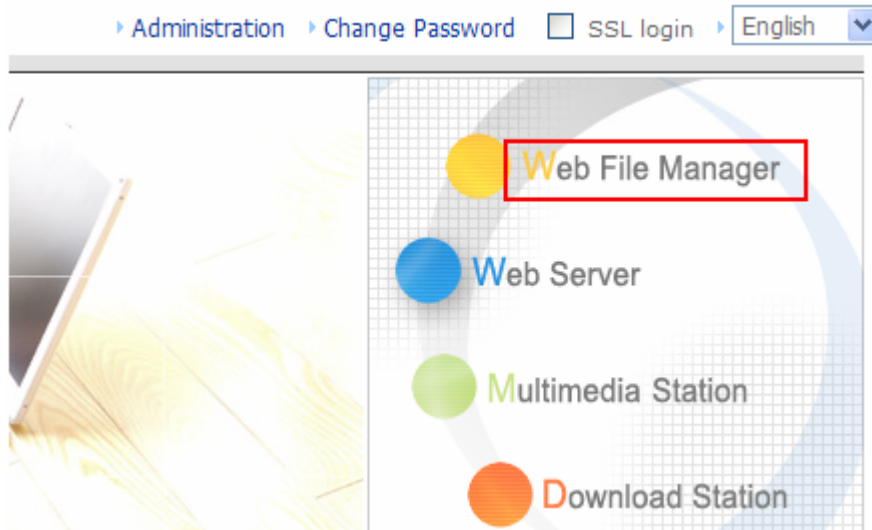 Administration Change Password SSL login English
Web File Manager
Web Server
Multimedia Station
Download Station